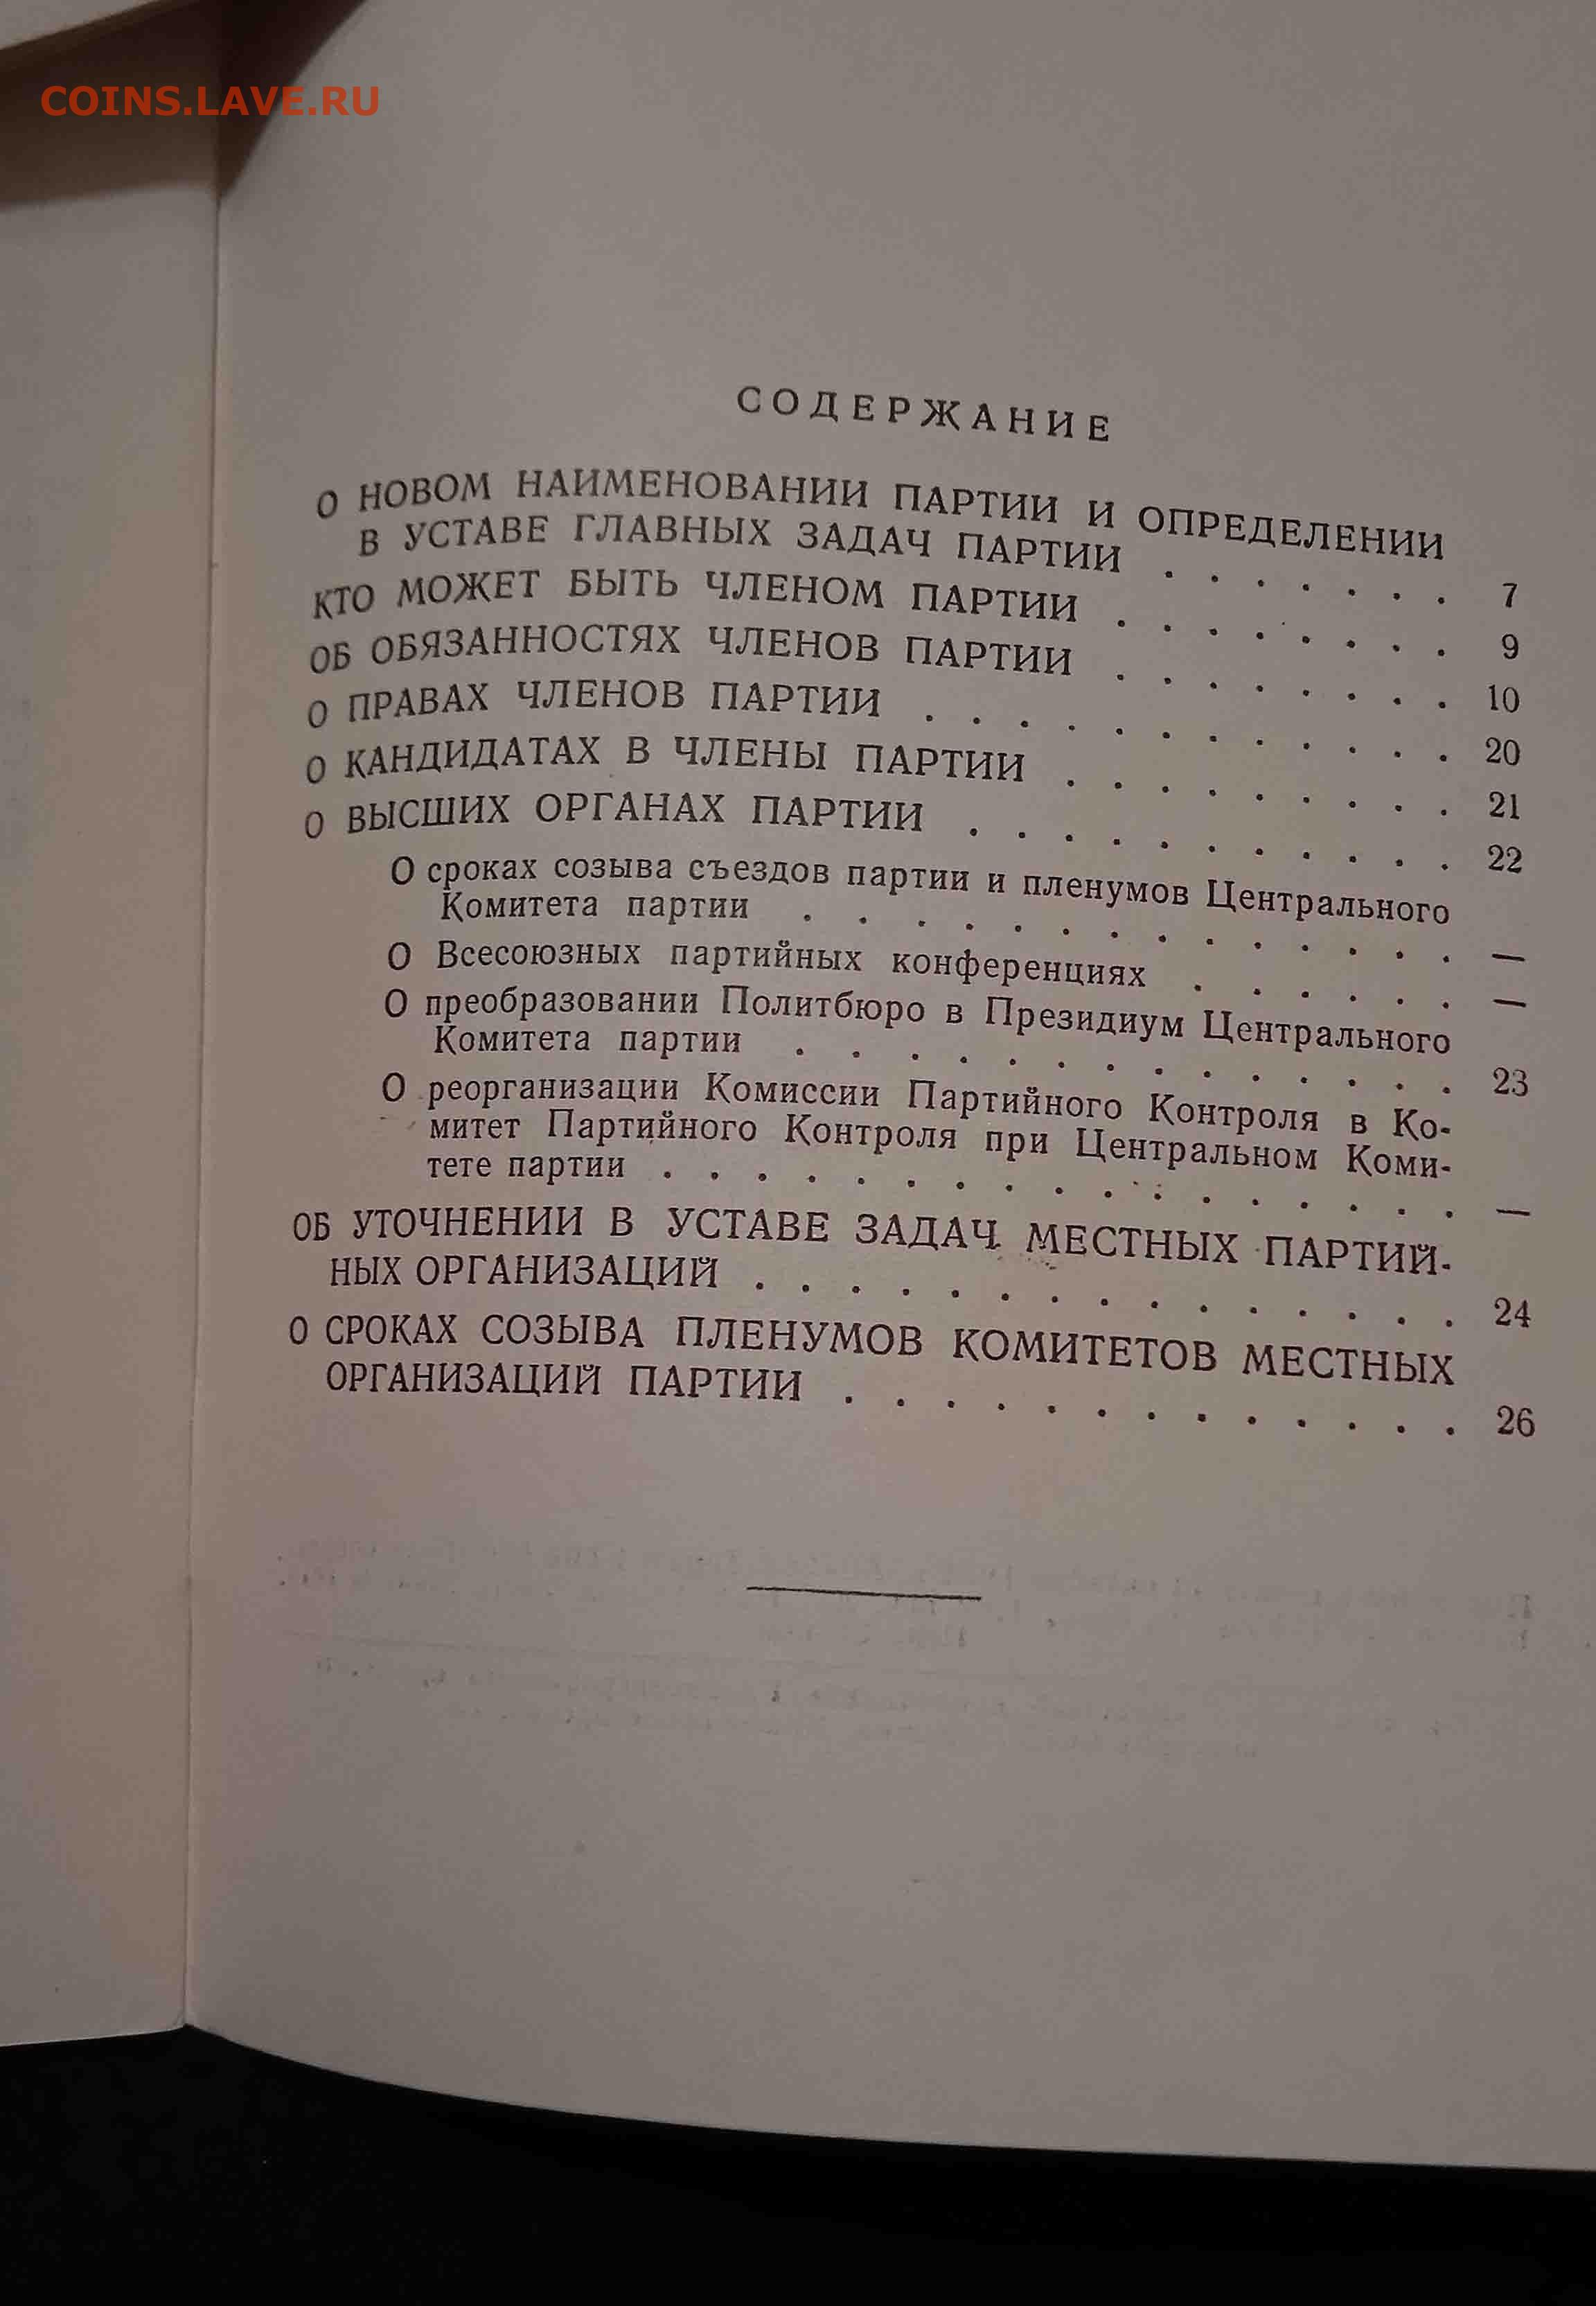 COINS.LAVE.RU
СОДЕРЖАНИЕ
О НОВОМ НАИМЕНОВАНИИ ПАРТИИ И ОПРЕДЕЛЕНИИ
В УСТАВЕ ГЛАВНЫХ ЗАДАЧ ПАРТИИ . . . . . . . 7
КТО МОЖЕТ БЫТЬ ЧЛЕНОМ ПАРТИИ . . . . . . . . 9
ОБ ОБЯЗАННОСТЯХ ЧЛЕНОВ ПАРТИИ . . . . . . . . 10
О ПРАВАХ ЧЛЕНОВ ПАРТИИ . . . . . . . . . . . . 20
О КАНДИДАТАХ В ЧЛЕНЫ ПАРТИИ . . . . . . . . . 21
О ВЫСШИХ ОРГАНАХ ПАРТИИ . . . . . . . . . . . 22
О сроках созыва съездов партии и пленумов Центрального
Комитета партии . . . . . . . . . . . . . . —
О Всесоюзных партийных конференциях . . . . . . —
О преобразовании Политбюро в Президиум Центрального
Комитета партии . . . . . . . . . . . . . . 23
О реорганизации Комиссии Партийного Контроля в Ко-
митет Партийного Контроля при Центральном Коми-
тете партии . . . . . . . . . . . . . . . . . —
ОБ УТОЧНЕНИИ В УСТАВЕ ЗАДАЧ МЕСТНЫХ ПАРТИЙ-
НЫХ ОРГАНИЗАЦИЙ . . . . . . . . . . . . . . . 24
О СРОКАХ СОЗЫВА ПЛЕНУМОВ КОМИТЕТОВ МЕСТНЫХ
ОРГАНИЗАЦИЙ ПАРТИИ . . . . . . . . . . . . . 26